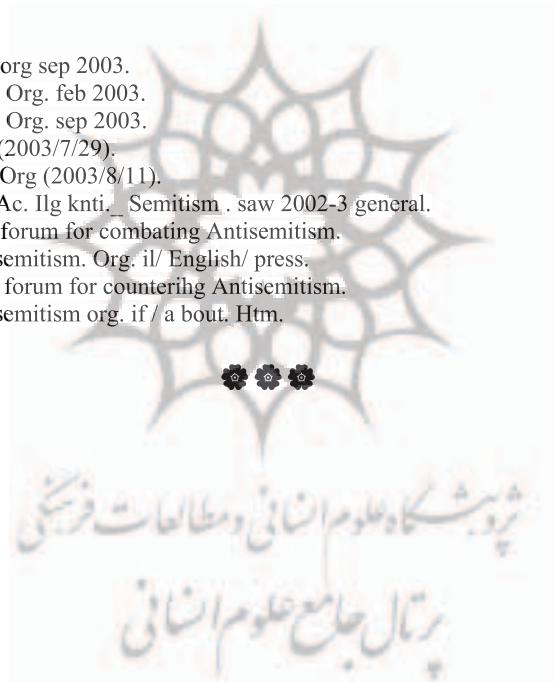 org sep 2003.
Org. feb 2003.
Org. sep 2003.
(2003/7/29).
Org (2003/8/11).
Ac. Ilg knti.__ Semitism . saw 2002-3 general.
forum for combating Antisemitism.
semitism. Org. il/ English/ press.
forum for counterihg Antisemitism.
semitism org. if / a bout. Htm.
پژوهشگاه علوم انسانی و مطالعات فرهنگی
پرتال جامع علوم انسانی